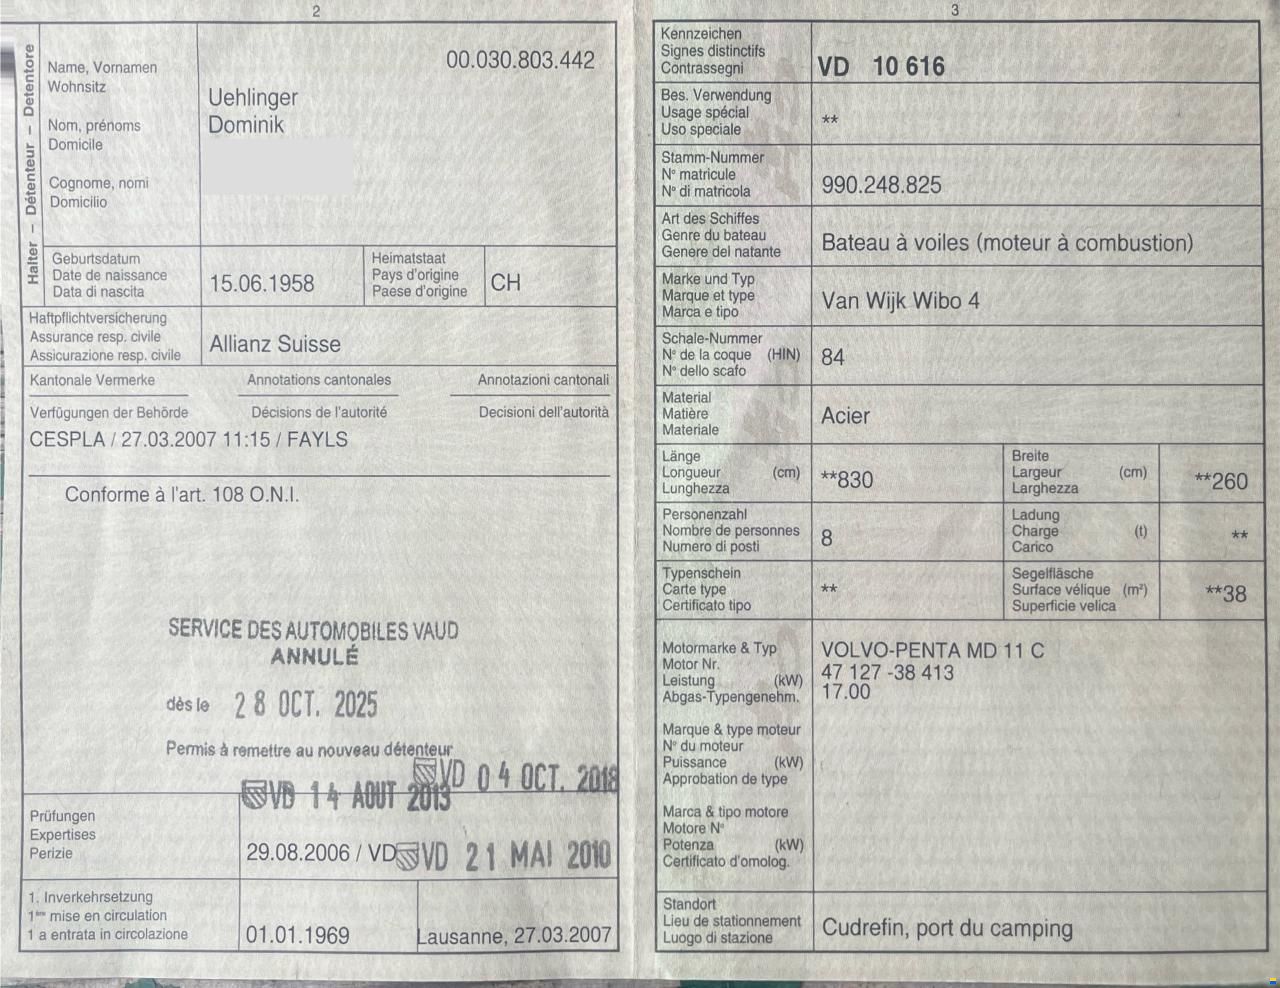 2
Halter – Détenteur – Detentore
Name, Vornamen
Wohnsitz
Nom, prénoms
Domicile
Cognome, nomi
Domicilio
00.030.803.442
Uehlinger
Dominik
Geburtsdatum
Date de naissance
Data di nascita
15.06.1958
Heimatstaat
Pays d'origine
Paese d'origine
CH
Haftpflichtversicherung
Assurance resp. civile
Assicurazione resp. civile
Allianz Suisse
Kantonale Vermerke Annotations cantonales Annotazioni cantonali
Verfügungen der Behörde Décisions de l'autorité Decisioni dell'autorità
CESPLA / 27.03.2007 11:15 / FAYLS
Conforme à l'art. 108 O.N.I.
SERVICE DES AUTOMOBILES VAUD
ANNULÉ
dès le 28 OCT. 2025
Permis à remettre au nouveau détenteur
VD 04 OCT. 2018
VD 14 AOUT 2013
Prüfungen
Expertises
Perizie
29.08.2006 / VD VD 21 MAI 2010
1. Inverkehrsetzung
1ère mise en circulation
1 a entrata in circolazione
01.01.1969
Lausanne, 27.03.2007
3
Kennzeichen
Signes distinctifs
Contrassegni
VD 10 616
Bes. Verwendung
Usage spécial
Uso speciale
**
Stamm-Nummer
N° matricule
N° di matricola
990.248.825
Art des Schiffes
Genre du bateau
Genere del natante
Bateau à voiles (moteur à combustion)
Marke und Typ
Marque et type
Marca e tipo
Van Wijk Wibo 4
Schale-Nummer
N° de la coque (HIN)
N° dello scafo
84
Material
Matière
Materiale
Acier
Länge
Longueur (cm)
Lunghezza
**830
Breite
Largeur (cm)
Larghezza
**260
Personenzahl
Nombre de personnes
Numero di posti
8
Ladung
Charge (t)
Carico
**
Typenschein
Carte type
Certificato tipo
**
Segelfläsche
Surface vélique (m²)
Superficie velica
**38
Motormarke & Typ
Motor Nr.
Leistung (kW)
Abgas-Typengenehm.
Marque & type moteur
N° du moteur
Puissance (kW)
Approbation de type
Marca & tipo motore
Motore N°
Potenza (kW)
Certificato d'omolog.
VOLVO-PENTA MD 11 C
47 127 -38 413
17.00
Standort
Lieu de stationnement
Luogo di stazione
Cudrefin, port du camping